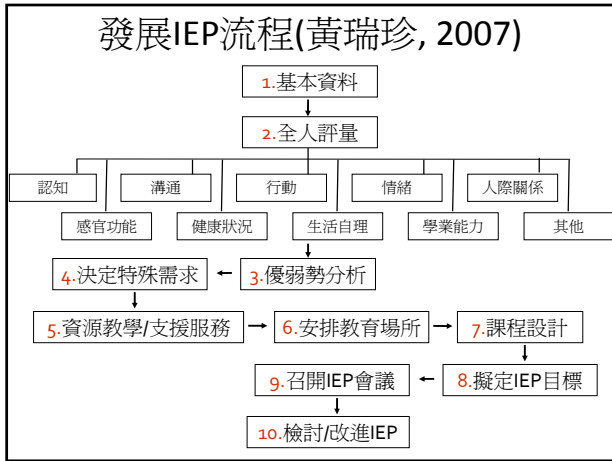 發展IEP流程(黃瑞珍, 2007)
1.基本資料
2.全人評量
認知 溝通 行動 情緒 人際關係
感官功能 健康狀況 生活自理 學業能力 其他
4.決定特殊需求 3.優弱勢分析
5.資源教學/支援服務 6.安排教育場所 7.課程設計
9.召開IEP會議 8.擬定IEP目標
10.檢討/改進IEP